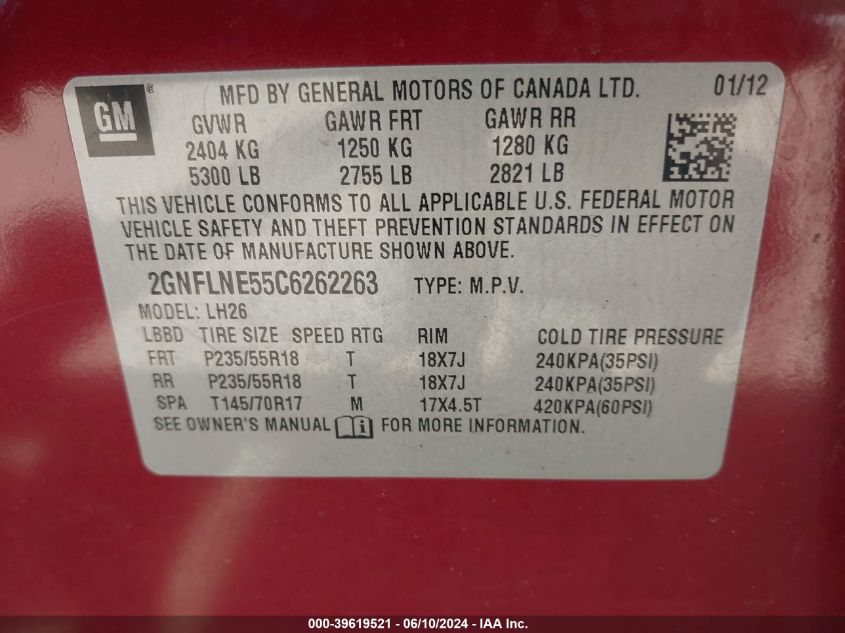 GM ®
MFD BY GENERAL MOTORS OF CANADA LTD. 01/12
GVWR GAWR FRT GAWR RR
2404 KG 1250 KG 1280 KG
5300 LB 2755 LB 2821 LB
THIS VEHICLE CONFORMS TO ALL APPLICABLE U.S. FEDERAL MOTOR
VEHICLE SAFETY AND THEFT PREVENTION STANDARDS IN EFFECT ON
THE DATE OF MANUFACTURE SHOWN ABOVE.
2GNFLNE55C6262263 TYPE: M.P.V.
MODEL: LH26
LBBD TIRE SIZE SPEED RTG RIM COLD TIRE PRESSURE
FRT P235/55R18 T 18X7J 240KPA(35PSI)
RR P235/55R18 T 18X7J 240KPA(35PSI)
SPA T145/70R17 M 17X4.5T 420KPA(60PSI)
SEE OWNER'S MANUAL FOR MORE INFORMATION.
000-39619521 - 06/10/2024 - IAA Inc.